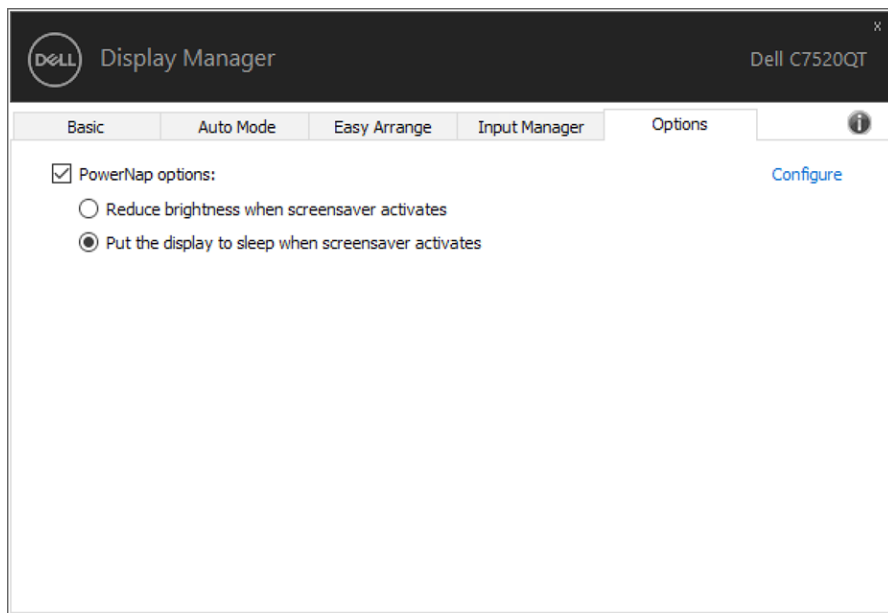 x
DELL Display Manager Dell C7520QT
Basic Auto Mode Easy Arrange Input Manager Options i
PowerNap options: Configure
Reduce brightness when screensaver activates
Put the display to sleep when screensaver activates